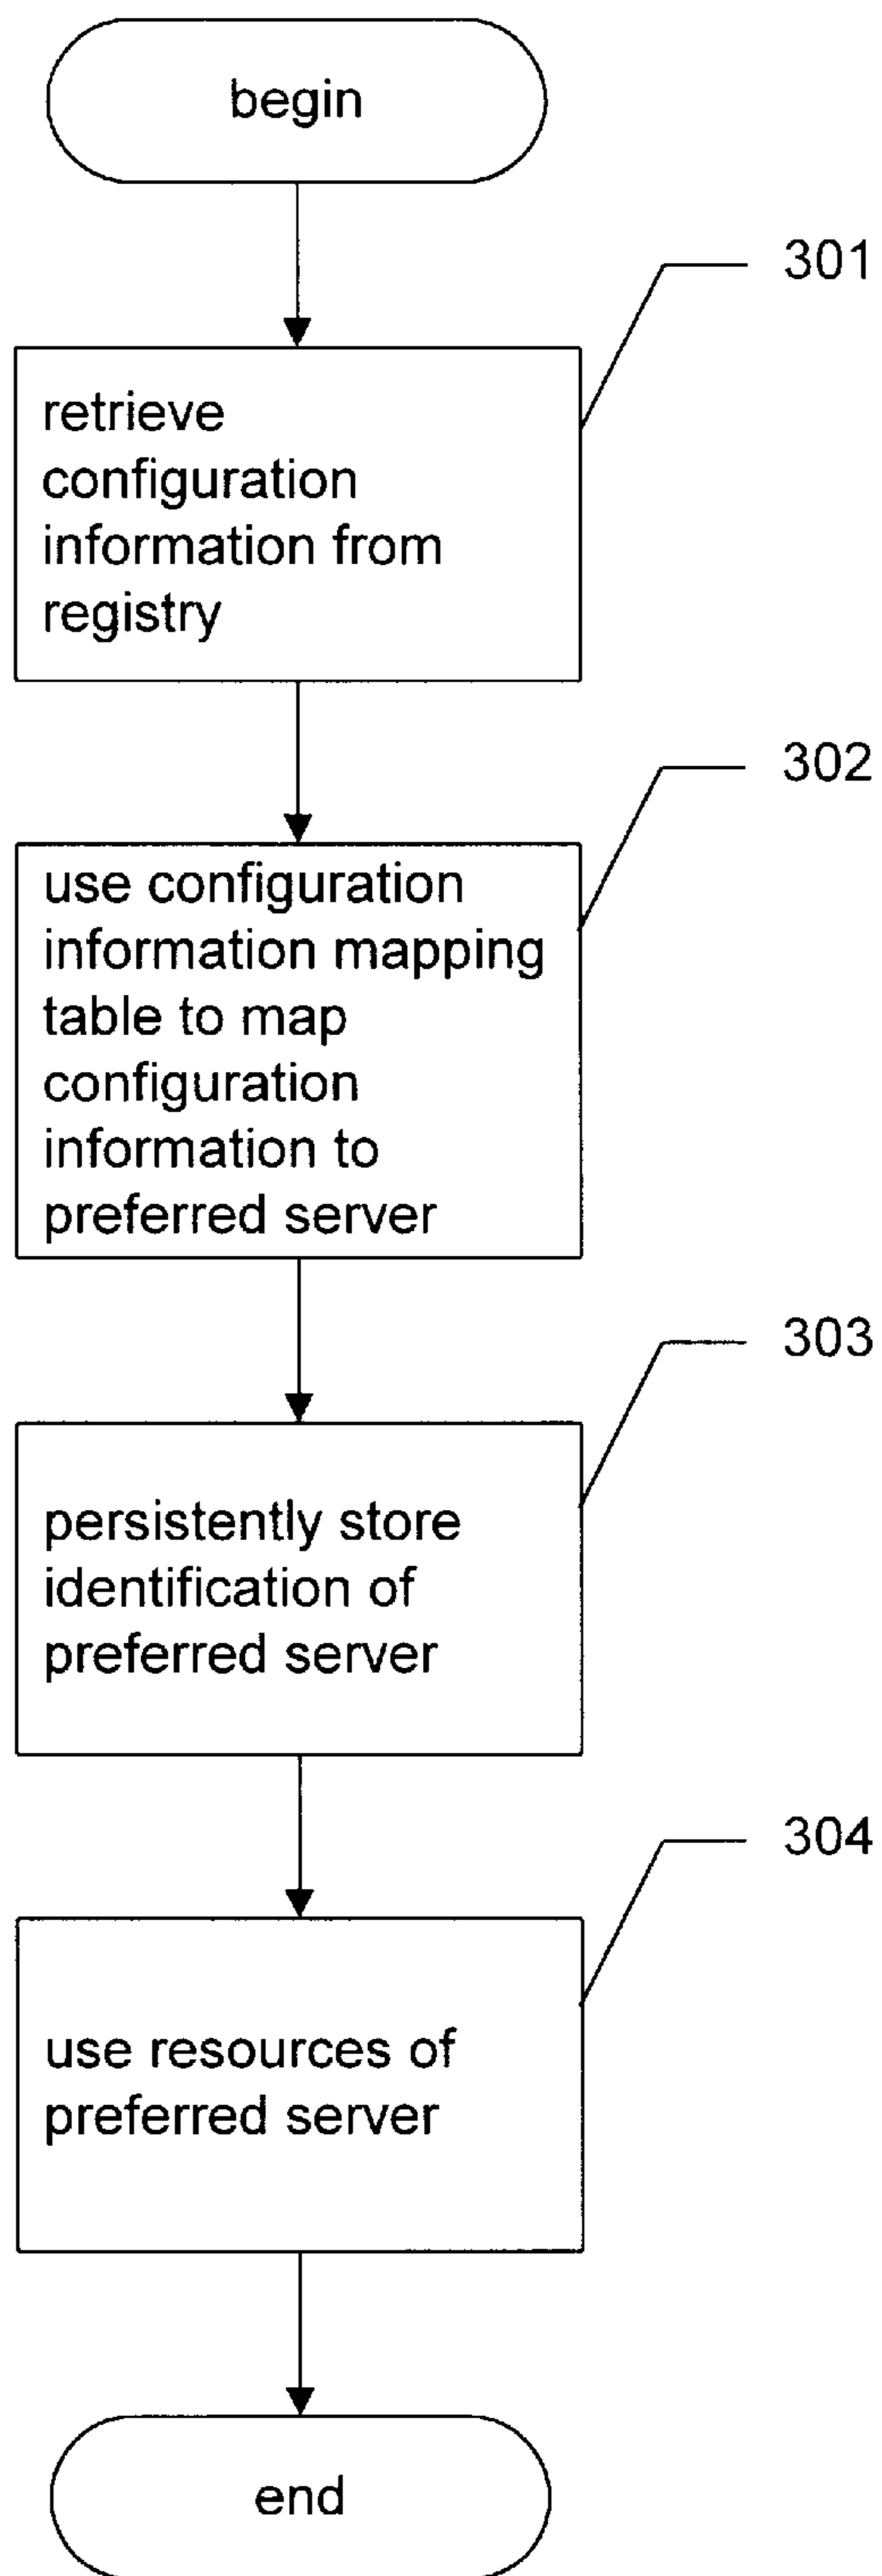 begin
301
retrieve
configuration
information from
registry
302
use configuration
information mapping
table to map
configuration
information to
preferred server
303
persistently store
identification of
preferred server
304
use resources of
preferred server
end